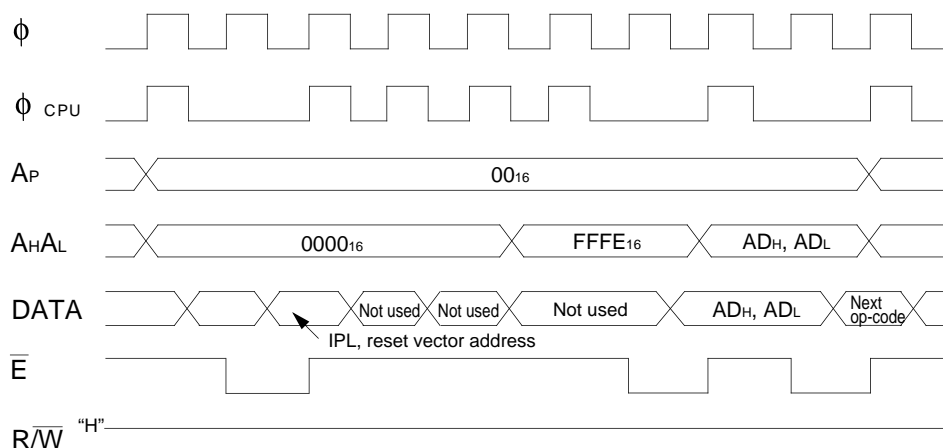 ϕ
ϕ CPU
AP
0016
AHAL
000016
FFFE16
ADH, ADL
DATA
Not used
Not used
Not used
ADH, ADL
Next
op-code
IPL, reset vector address
E
R/W
“H”